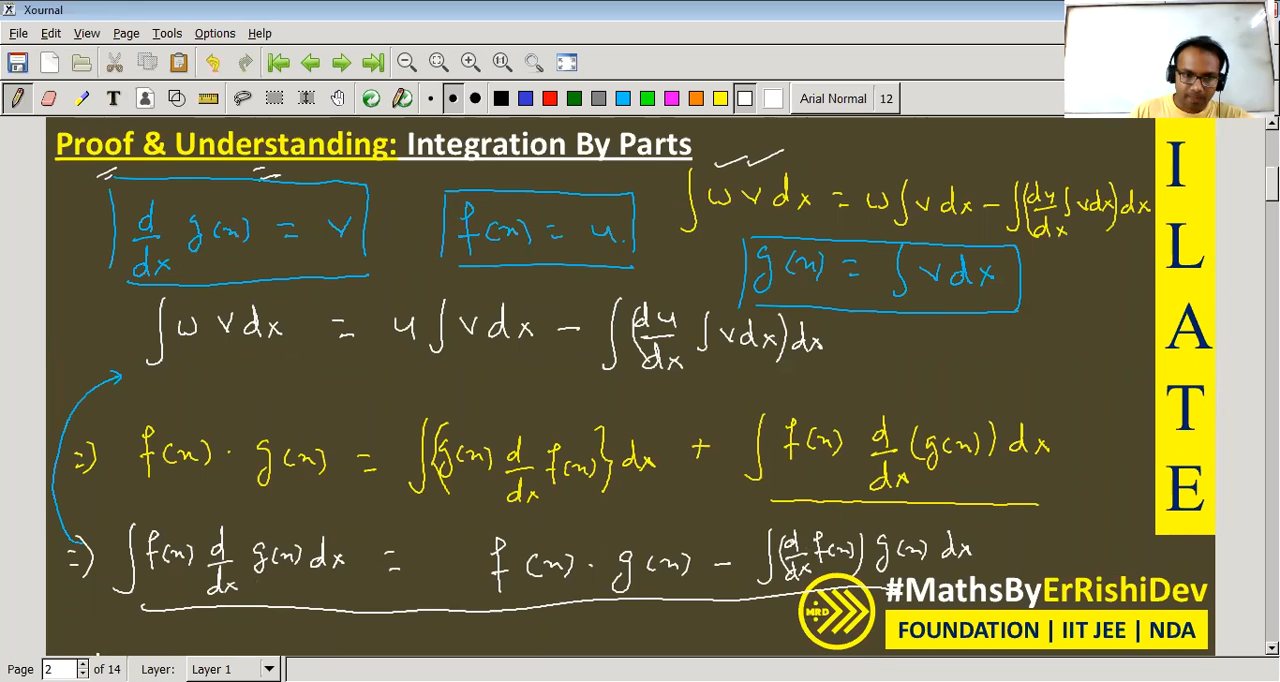 Xournal
File Edit View Page Tools Options Help
Arial Normal 12
Proof & Understanding: Integration By Parts
∫ u v dx = u ∫ v dx − ∫ (du/dx ∫ v dx) dx
d/dx g(x) = v
f(x) = u.
g(x) = ∫ v dx
∫ u v dx = u ∫ v dx − ∫ (du/dx ∫ v dx) dx
=) f(x) · g(x) = ∫ {g(x) d/dx f(x)} dx + ∫ f(x) d/dx (g(x)) dx
=) ∫ f(x) d/dx g(x) dx = f(x) · g(x) − ∫ (d/dx f(x)) g(x) dx
I
L
A
T
E
MRD
#MathsByErRishiDev
FOUNDATION | IIT JEE | NDA
Page 2 of 14 Layer: Layer 1